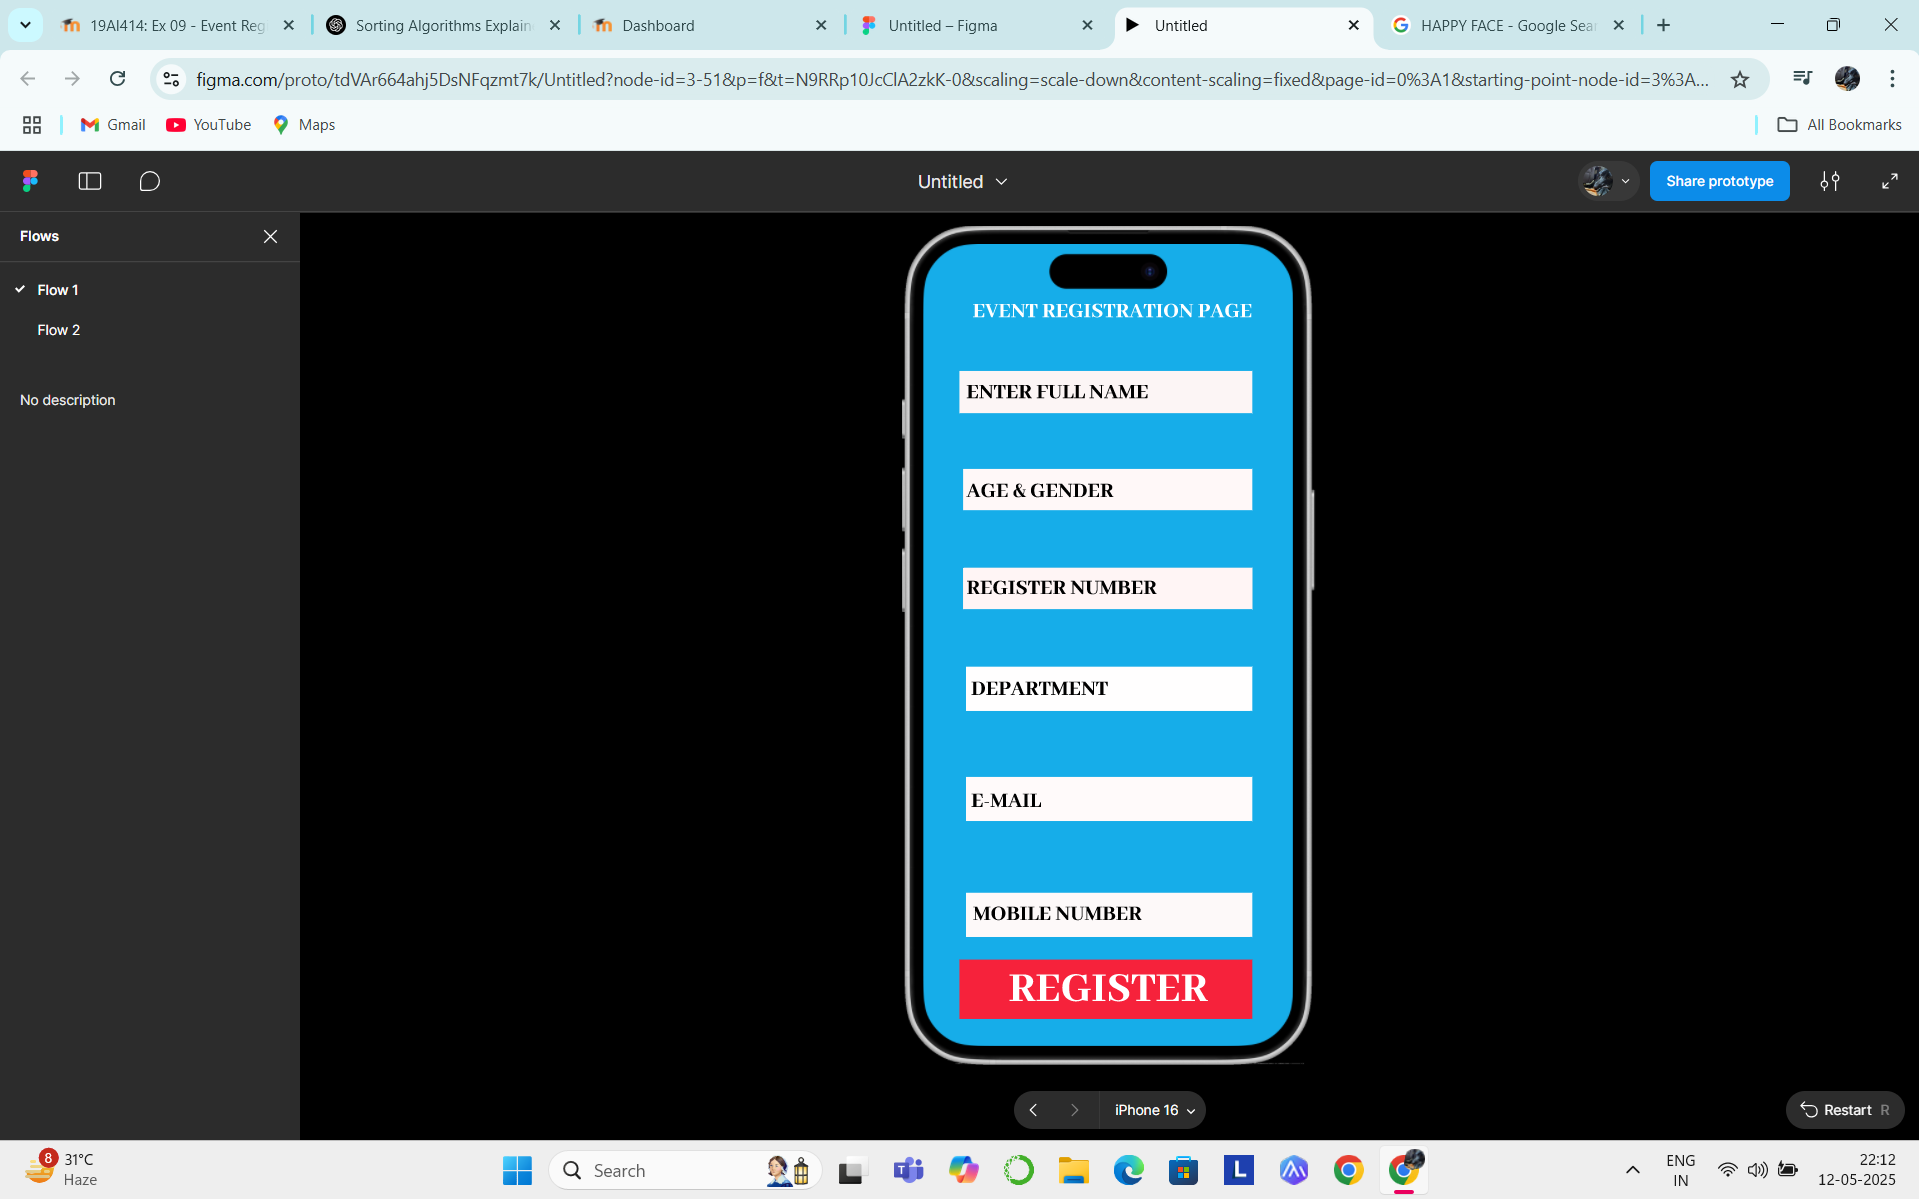 19AI414: Ex 09 - Event Reg
Sorting Algorithms Explain
Dashboard
Untitled – Figma
Untitled
HAPPY FACE - Google Sear
figma.com/proto/tdVAr664ahj5DsNFqzmt7k/Untitled?node-id=3-51&p=f&t=N9RRp10JcClA2zkK-0&scaling=scale-down&content-scaling=fixed&page-id=0%3A1&starting-point-node-id=3%3A...
Gmail
YouTube
Maps
All Bookmarks
Untitled
Share prototype
Flows
Flow 1
Flow 2
No description
EVENT REGISTRATION PAGE
ENTER FULL NAME
AGE & GENDER
REGISTER NUMBER
DEPARTMENT
E-MAIL
MOBILE NUMBER
REGISTER
iPhone 16
Restart R
8
31°C
Haze
Search
L
ENG
IN
22:12
12-05-2025